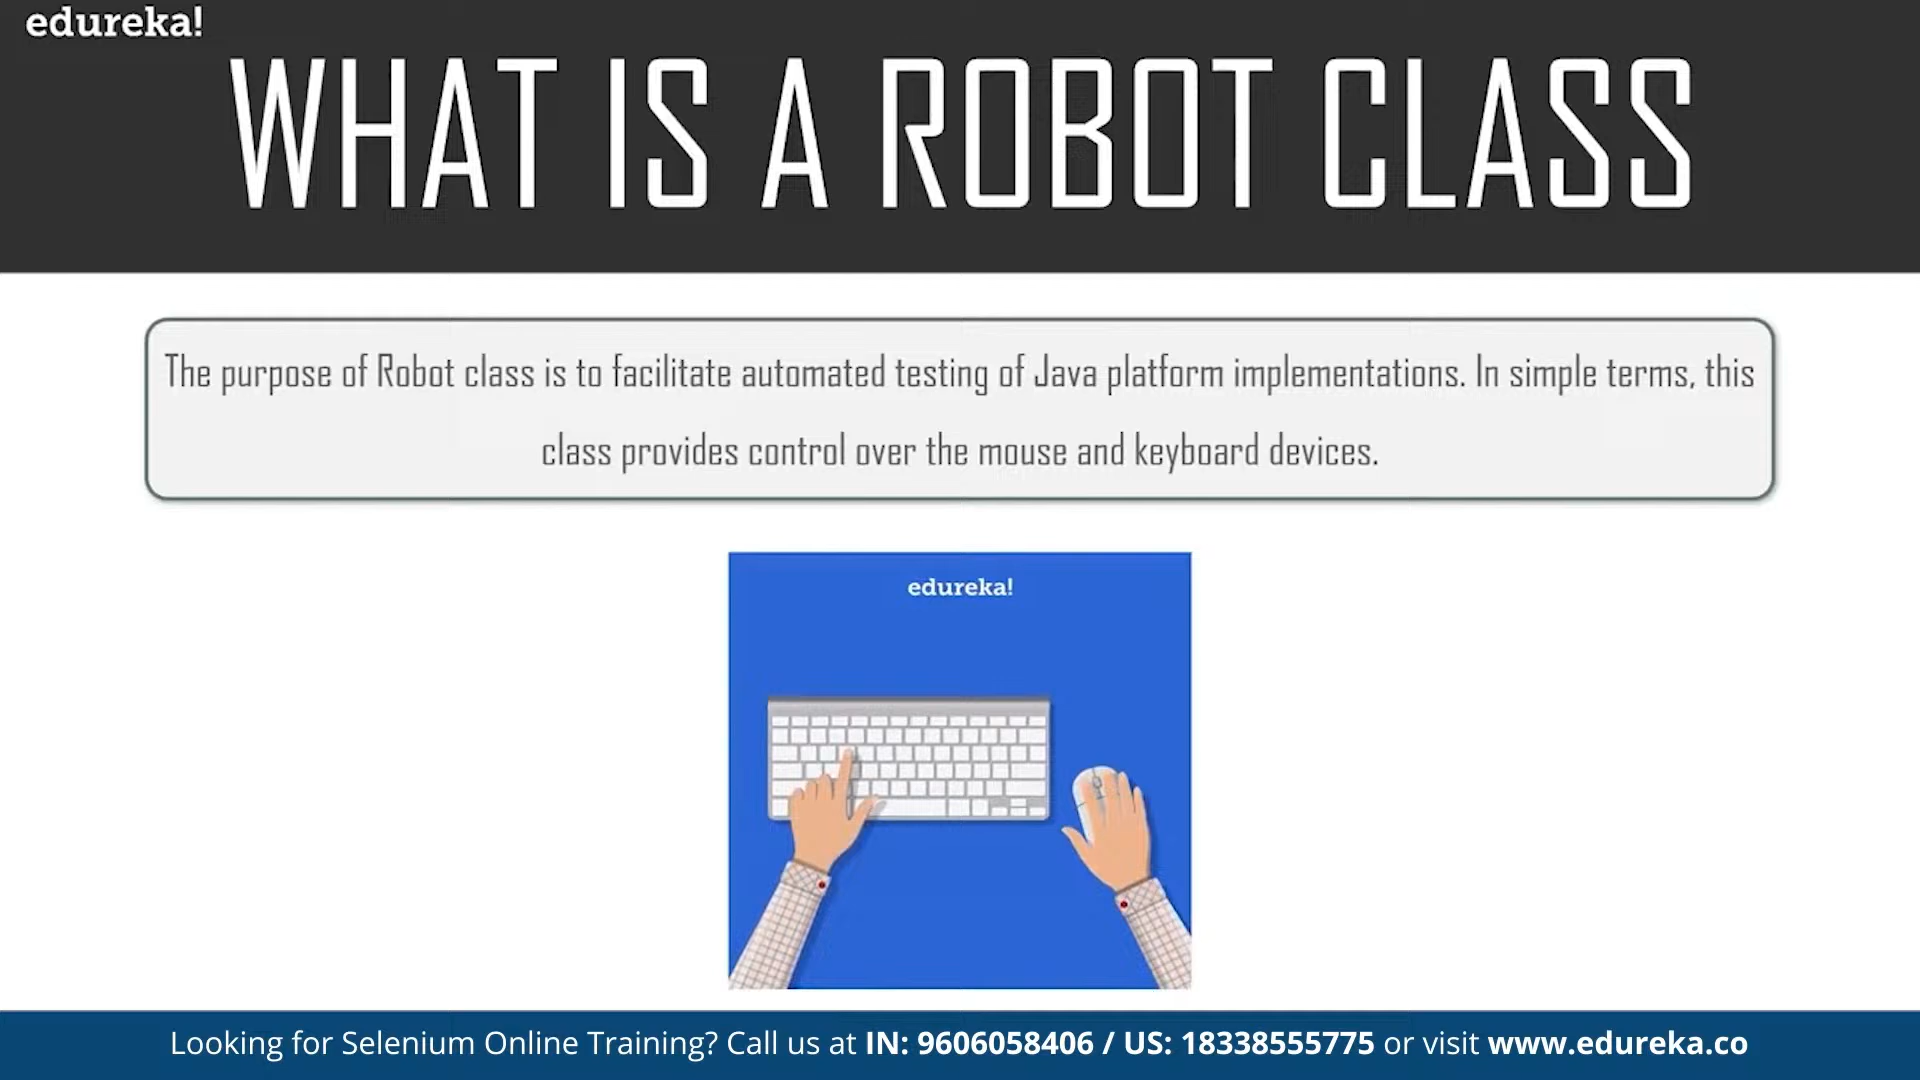 edureka!
WHAT IS A ROBOT CLASS
The purpose of Robot class is to facilitate automated testing of Java platform implementations. In simple terms, this
class provides control over the mouse and keyboard devices.
edureka!
Looking for Selenium Online Training? Call us at IN: 9606058406 / US: 18338555775 or visit www.edureka.co